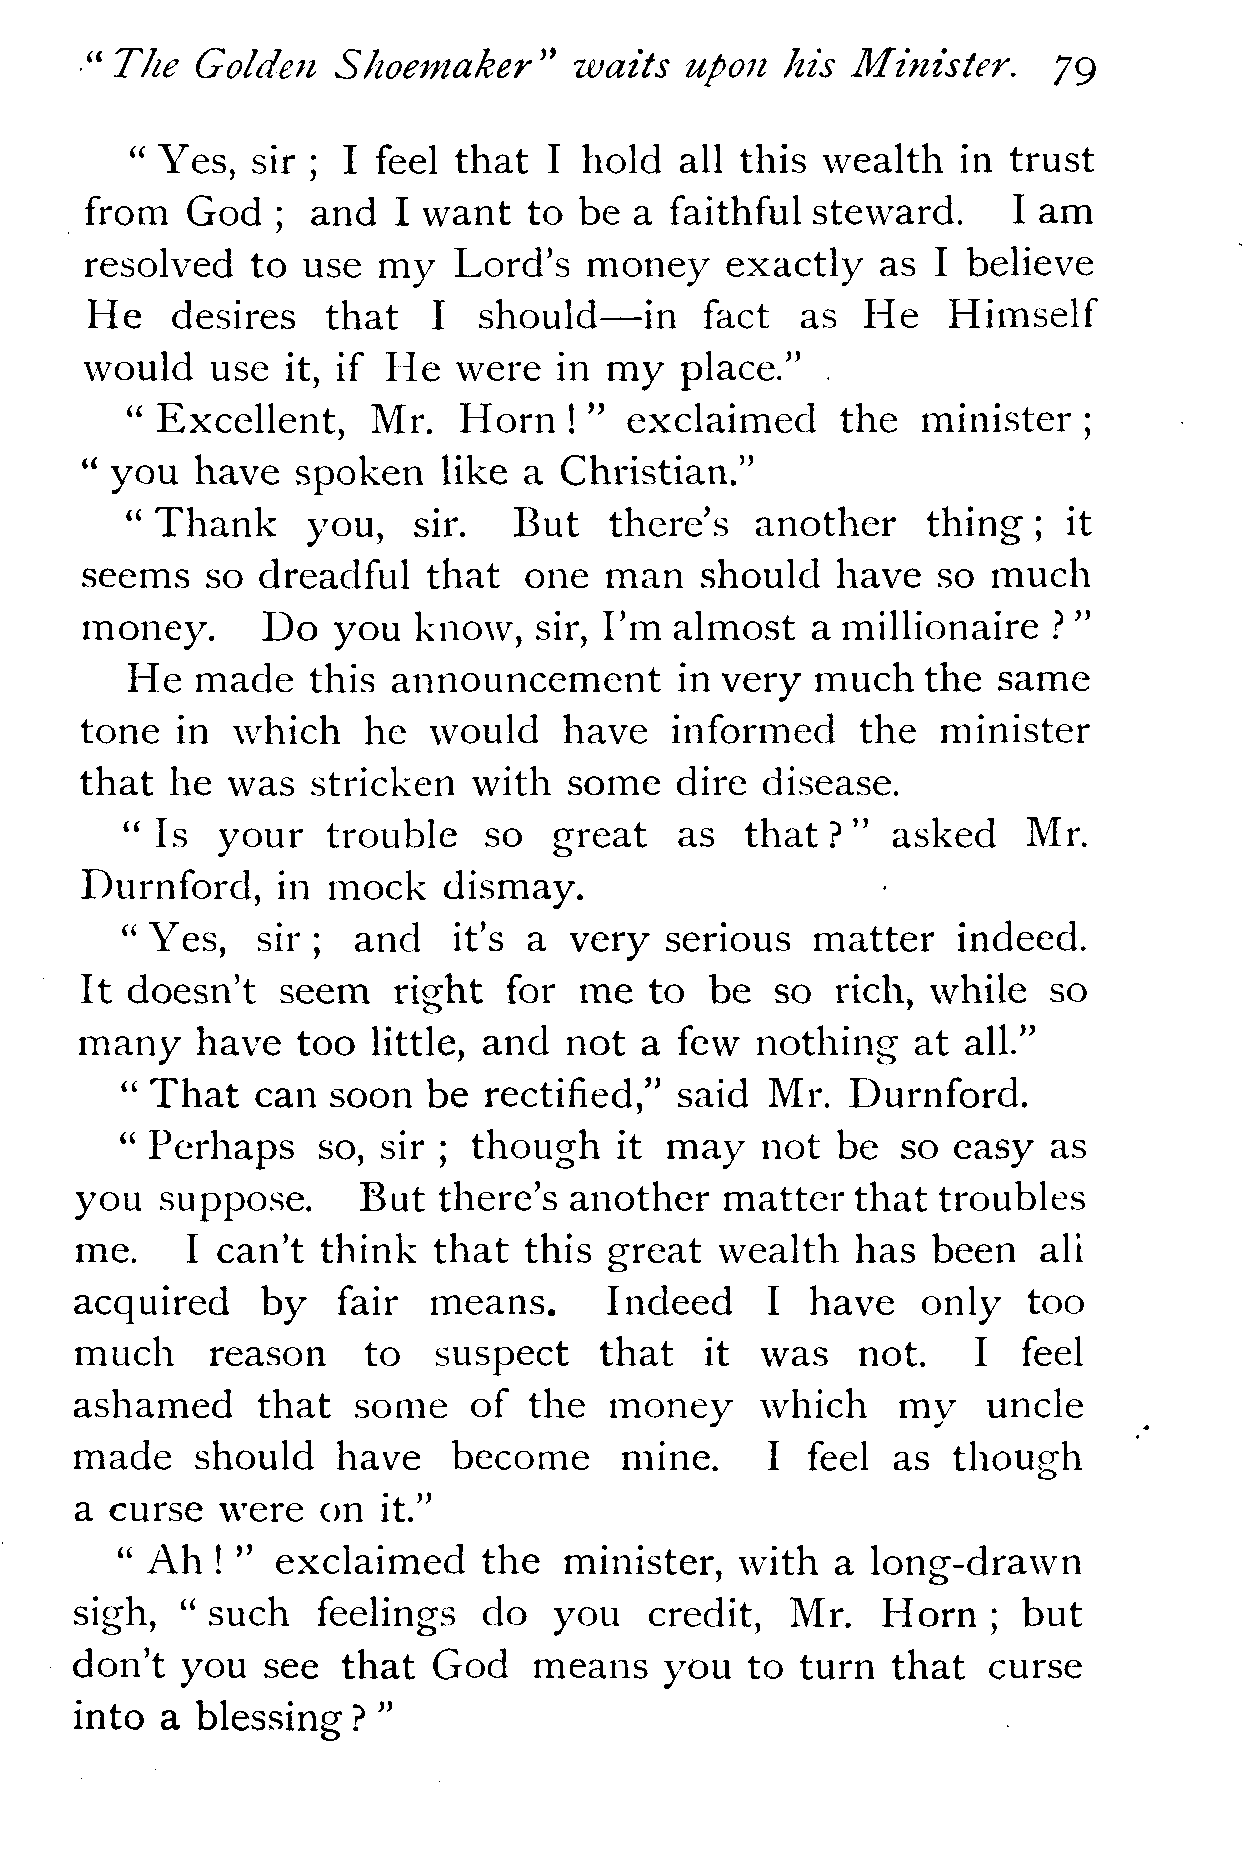 "The Golden Shoemaker" waits upon his Minister. 79
"Yes, sir; I feel that I hold all this wealth in trust
from God; and I want to be a faithful steward. I am
resolved to use my Lord's money exactly as I believe
He desires that I should—in fact as He Himself
would use it, if He were in my place."
"Excellent, Mr. Horn!" exclaimed the minister;
"you have spoken like a Christian."
"Thank you, sir. But there's another thing; it
seems so dreadful that one man should have so much
money. Do you know, sir, I'm almost a millionaire?"
He made this announcement in very much the same
tone in which he would have informed the minister
that he was stricken with some dire disease.
"Is your trouble so great as that?" asked Mr.
Durnford, in mock dismay.
"Yes, sir; and it's a very serious matter indeed.
It doesn't seem right for me to be so rich, while so
many have too little, and not a few nothing at all."
"That can soon be rectified," said Mr. Durnford.
"Perhaps so, sir; though it may not be so easy as
you suppose. But there's another matter that troubles
me. I can't think that this great wealth has been all
acquired by fair means. Indeed I have only too
much reason to suspect that it was not. I feel
ashamed that some of the money which my uncle
made should have become mine. I feel as though
a curse were on it."
"Ah!" exclaimed the minister, with a long-drawn
sigh, "such feelings do you credit, Mr. Horn; but
don't you see that God means you to turn that curse
into a blessing?"